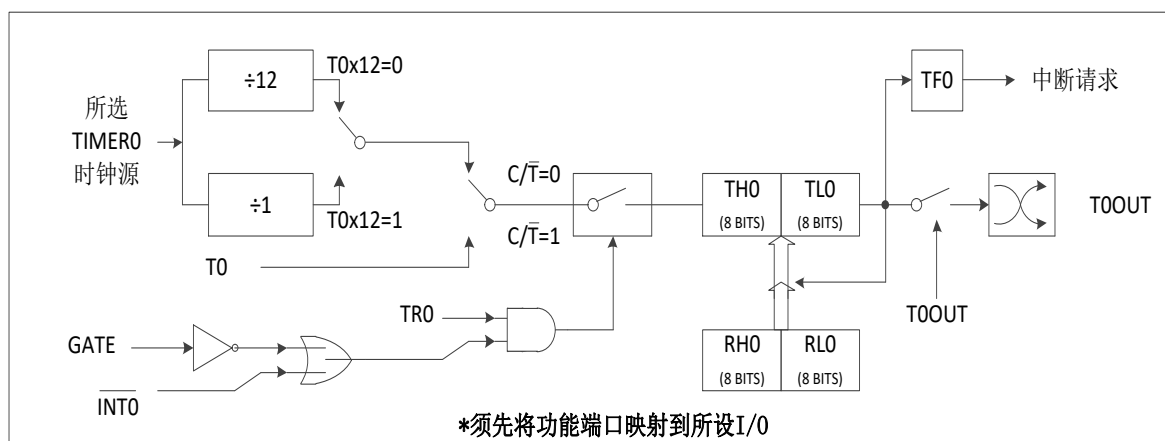 ÷12
T0x12=0
所选
TIMER0
时钟源
÷1
T0x12=1
T0
C/T̅=0
C/T̅=1
TH0
(8 BITS)
TL0
(8 BITS)
TF0
中断请求
T0OUT
T0OUT
TR0
GATE
I̅N̅T̅0̅
RH0
(8 BITS)
RL0
(8 BITS)
*须先将功能端口映射到所设I/O